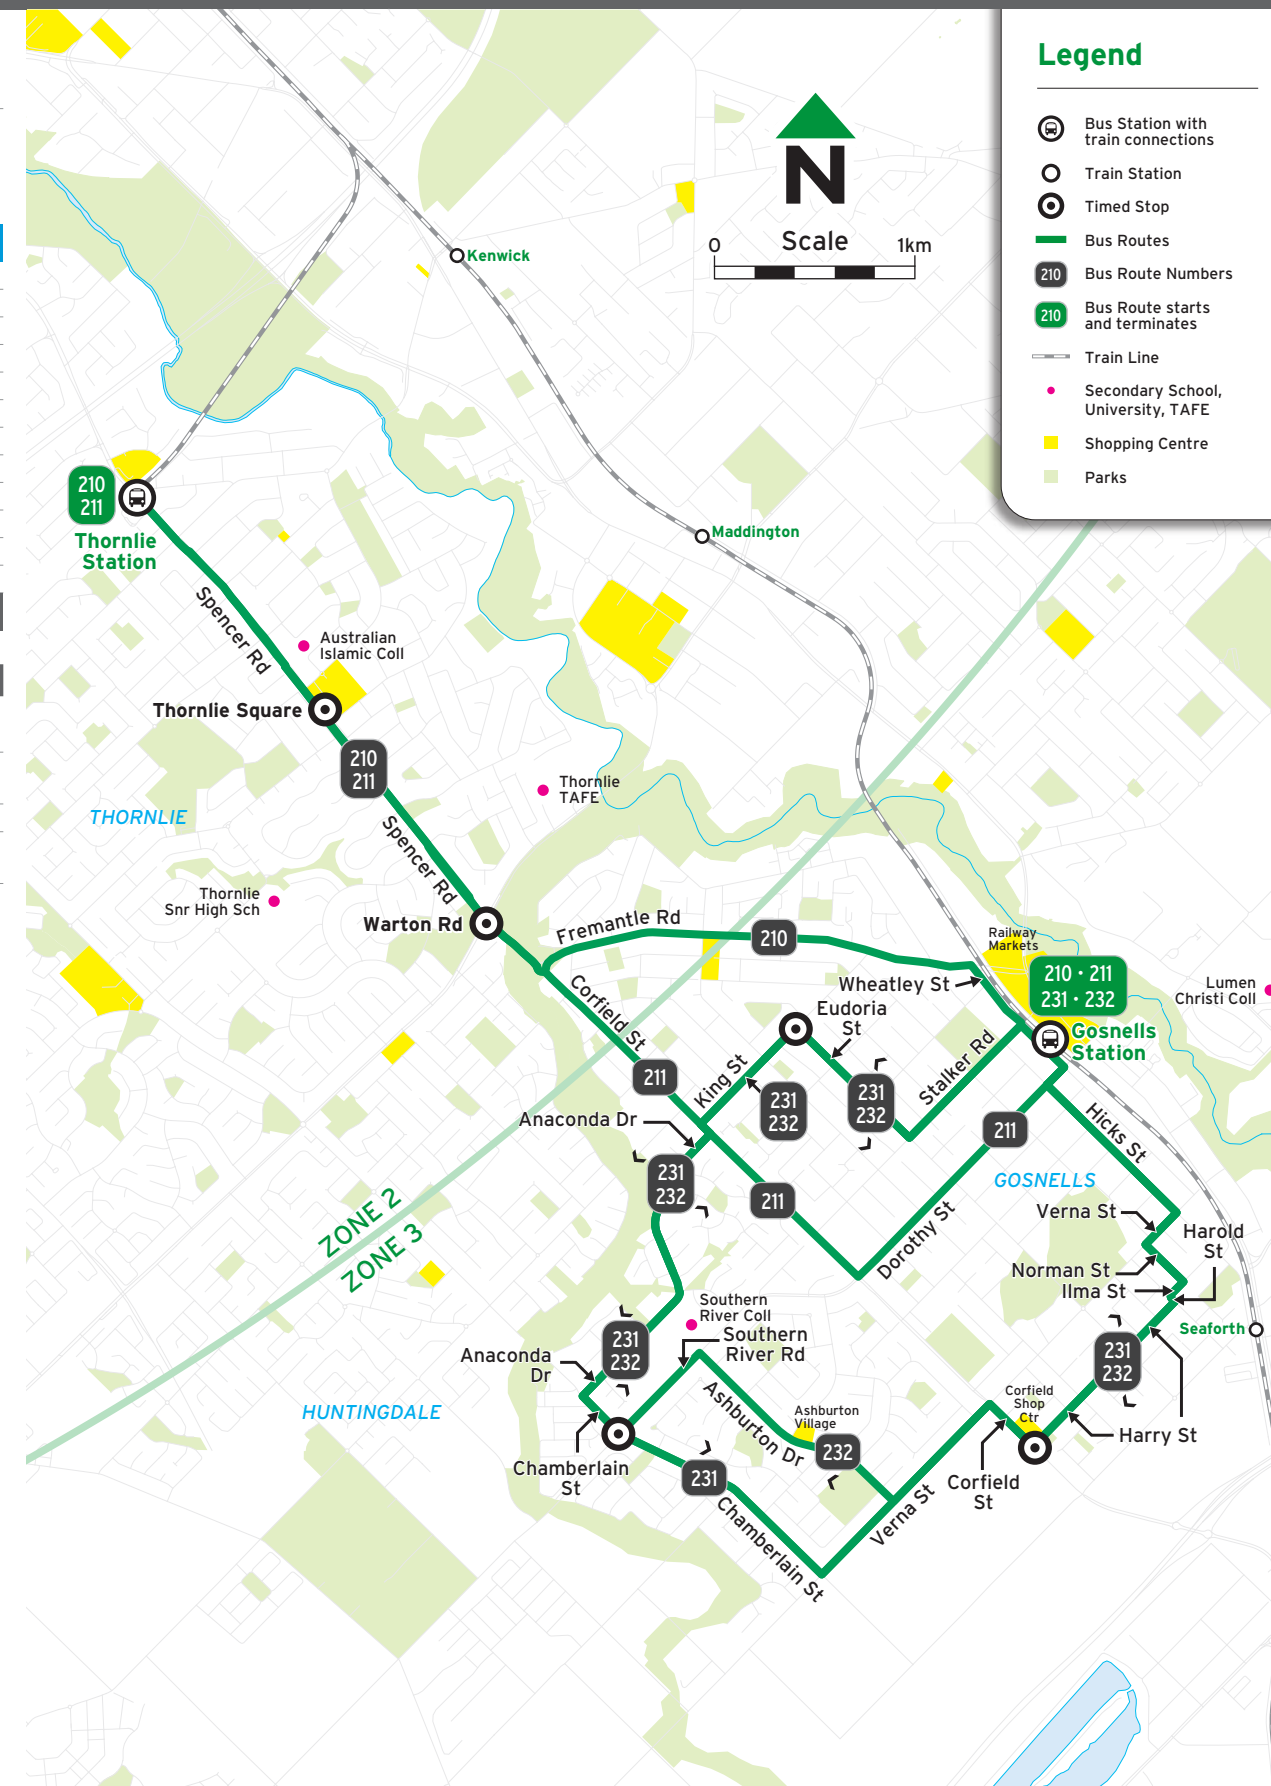 Legend
Bus Station with
train connections
Train Station
Timed Stop
Bus Routes
210
Bus Route Numbers
210
Bus Route starts
and terminates
Train Line
Secondary School,
University, TAFE
Shopping Centre
Parks
N
0 Scale 1km
Kenwick
Maddington
210
211
Thornlie
Station
Spencer Rd
Australian
Islamic Coll
Thornlie Square
210
211
THORNLIE
Thornlie
TAFE
Spencer Rd
Thornlie
Snr High Sch
Warton Rd
Fremantle Rd
210
Railway
Markets
210 • 211
231 • 232
Lumen
Christi Coll
Wheatley St
Corfield St
Eudoria
St
Gosnells
Station
211
King St
231
232
231
232
Stalker Rd
Anaconda Dr
211
Hicks St
231
232
211
GOSNELLS
ZONE 2
ZONE 3
Dorothy St
Verna St
Harold
St
Norman St
Ilma St
Southern
River Coll
Seaforth
231
232
Southern
River Rd
Anaconda
Dr
231
232
HUNTINGDALE
Ashburton Dr
Ashburton
Village
Corfield
Shop
Ctr
Harry St
232
Chamberlain
St
231
Corfield
St
Verna St
Chamberlain St